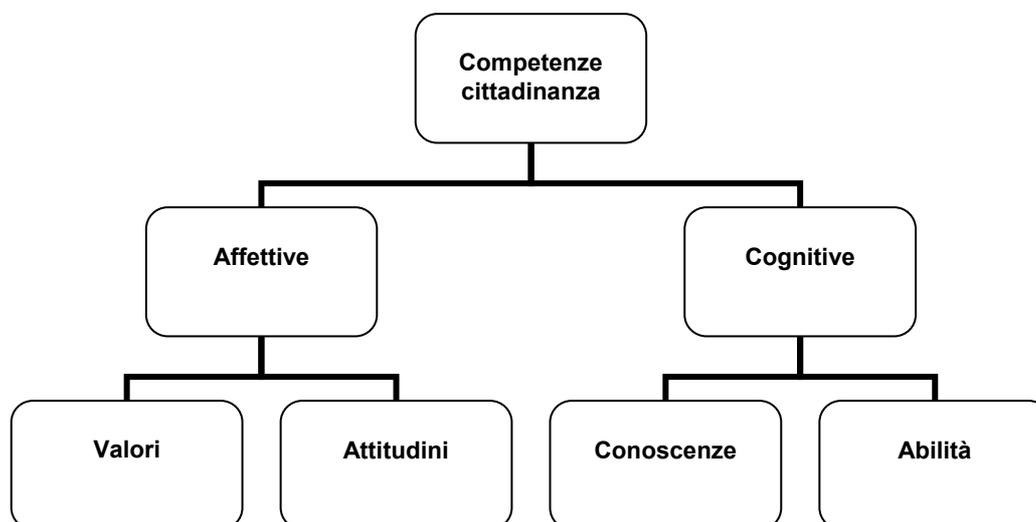 Competenze
cittadinanza
Affettive
Cognitive
Valori
Attitudini
Conoscenze
Abilità